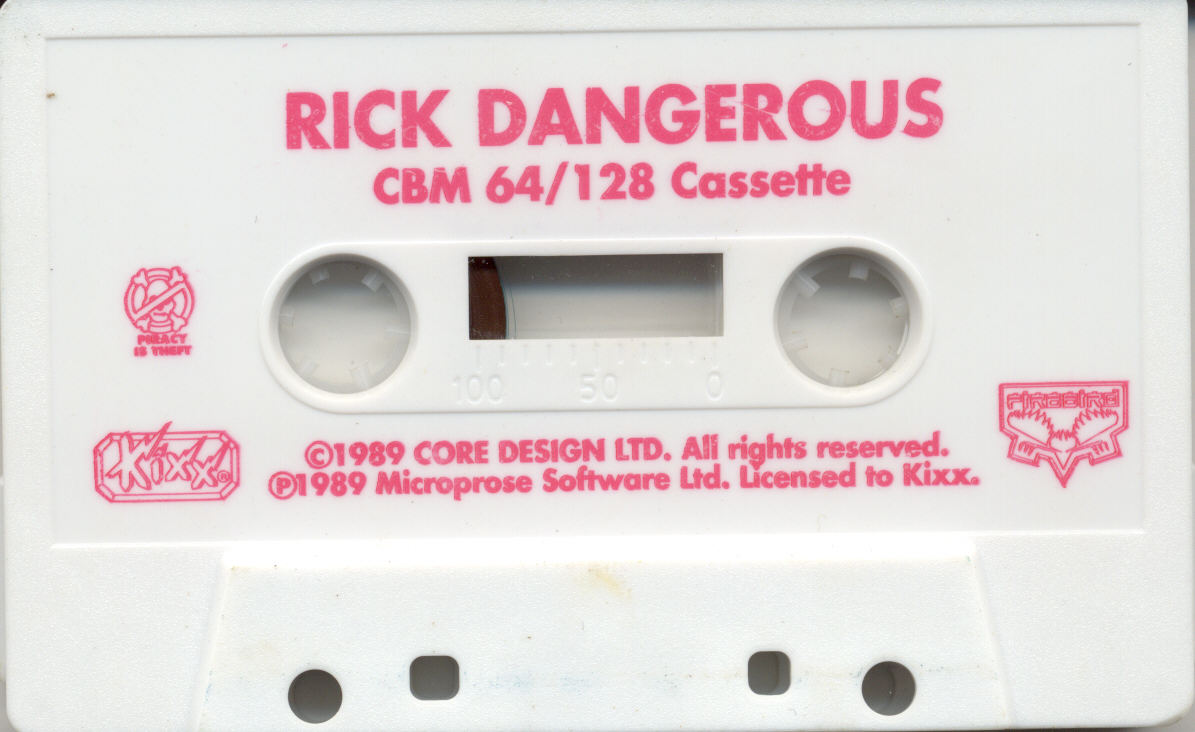 RICK DANGEROUS
CBM 64/128 Cassette
PIRACY
IS THEFT
100 50 0
FIREBIRD
Kixx®
©1989 CORE DESIGN LTD. All rights reserved.
℗1989 Microprose Software Ltd. Licensed to Kixx.